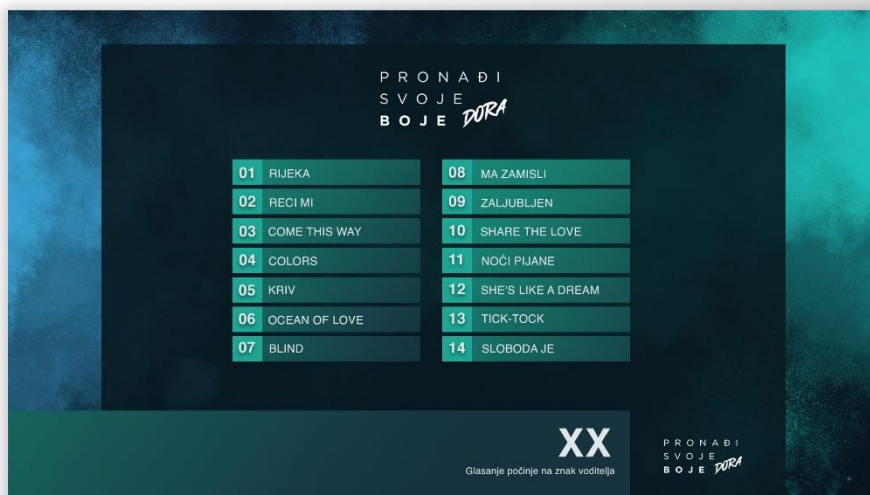 PRONAĐI
SVOJE
BOJE DORA
01 RIJEKA
02 RECI MI
03 COME THIS WAY
04 COLORS
05 KRIV
06 OCEAN OF LOVE
07 BLIND
08 MA ZAMISLI
09 ZALJUBLJEN
10 SHARE THE LOVE
11 NOĆI PIJANE
12 SHE'S LIKE A DREAM
13 TICK-TOCK
14 SLOBODA JE
XX
Glasanje počinje na znak voditelja
PRONAĐI
SVOJE
BOJE DORA